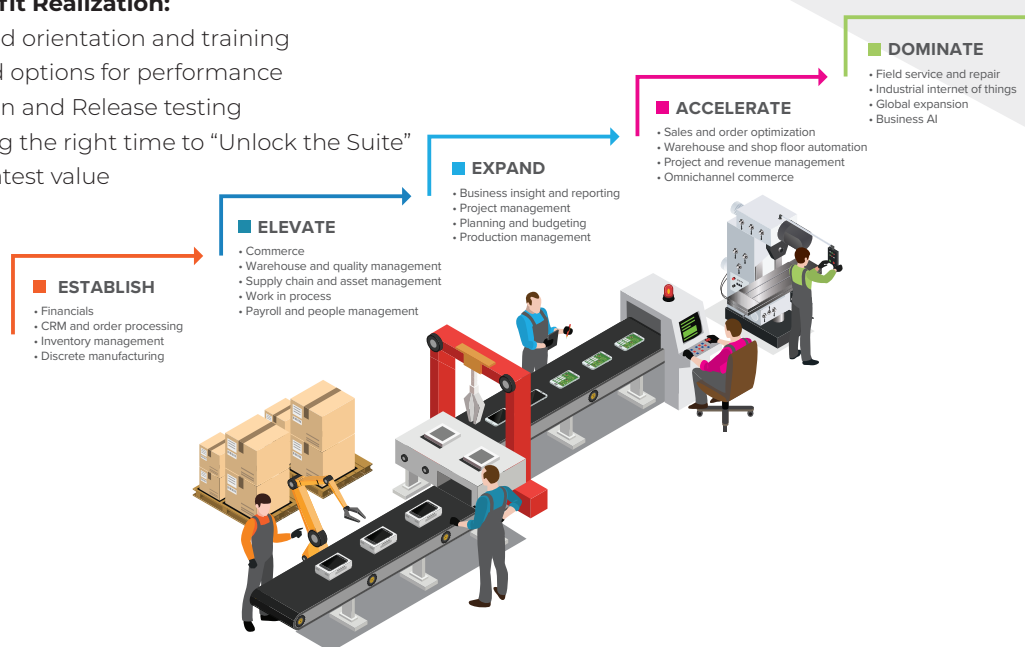 fit Realization:
d orientation and training
options for performance
n and Release testing
g the right time to “Unlock the Suite”
test value
DOMINATE
• Field service and repair
• Industrial internet of things
• Global expansion
• Business AI
ACCELERATE
• Sales and order optimization
• Warehouse and shop floor automation
• Project and revenue management
• Omnichannel commerce
EXPAND
• Business insight and reporting
• Project management
• Planning and budgeting
• Production management
ELEVATE
• Commerce
• Warehouse and quality management
• Supply chain and asset management
• Work in process
• Payroll and people management
ESTABLISH
• Financials
• CRM and order processing
• Inventory management
• Discrete manufacturing